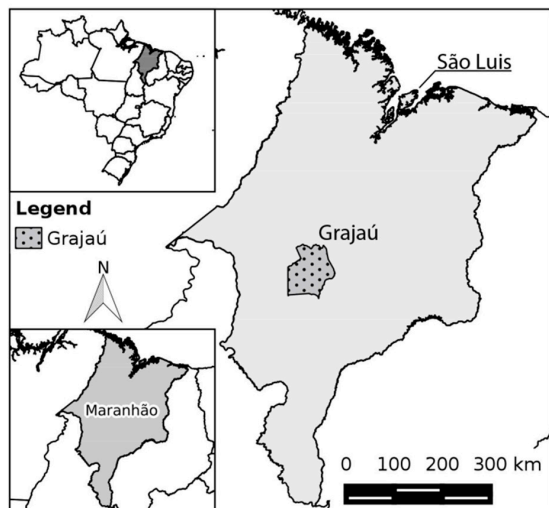 São Luis
Legend
Grajaú
Grajaú
N
Maranhão
0 100 200 300 km